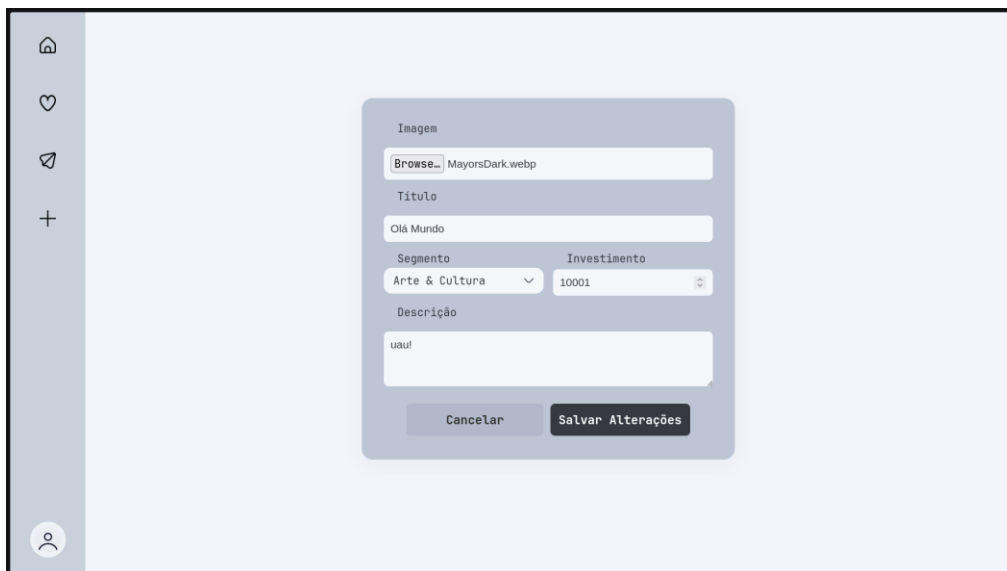 Imagem
Browse… MayorsDark.webp
Título
Olá Mundo
Segmento Investimento
Arte & Cultura 10001
Descrição
uau!
Cancelar Salvar Alterações